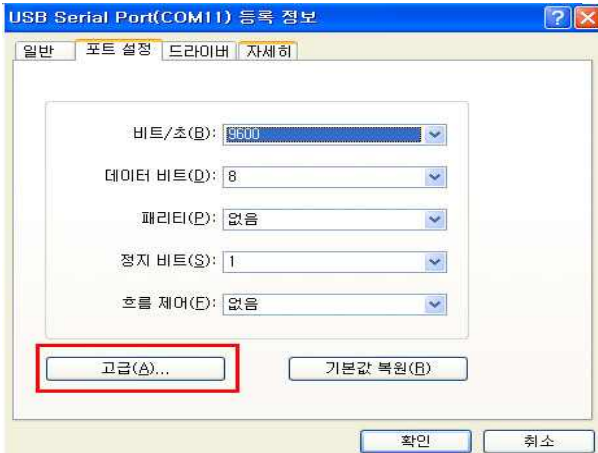 USB Serial Port(COM11) 등록 정보
일반 포트 설정 드라이버 자세히
비트/초(B): 9600
데이터 비트(D): 8
패리티(P): 없음
정지 비트(S): 1
흐름 제어(F): 없음
고급(A)... 기본값 복원(R)
확인 취소